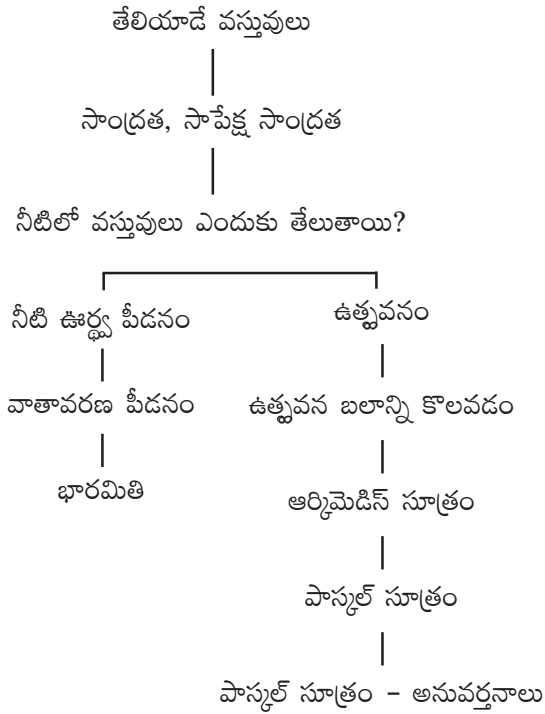 తేలియాడే వస్తువులు
సాంద్రత, సాపేక్ష సాంద్రత
నీటిలో వస్తువులు ఎందుకు తేలుతాయి?
నీటి ఊర్థ్వ పీడనం
ఉత్ప్లవనం
వాతావరణ పీడనం
ఉత్ప్లవన బలాన్ని కొలవడం
భారమితి
ఆర్కిమెడిస్ సూత్రం
పాస్కల్ సూత్రం
పాస్కల్ సూత్రం – అనువర్తనాలు